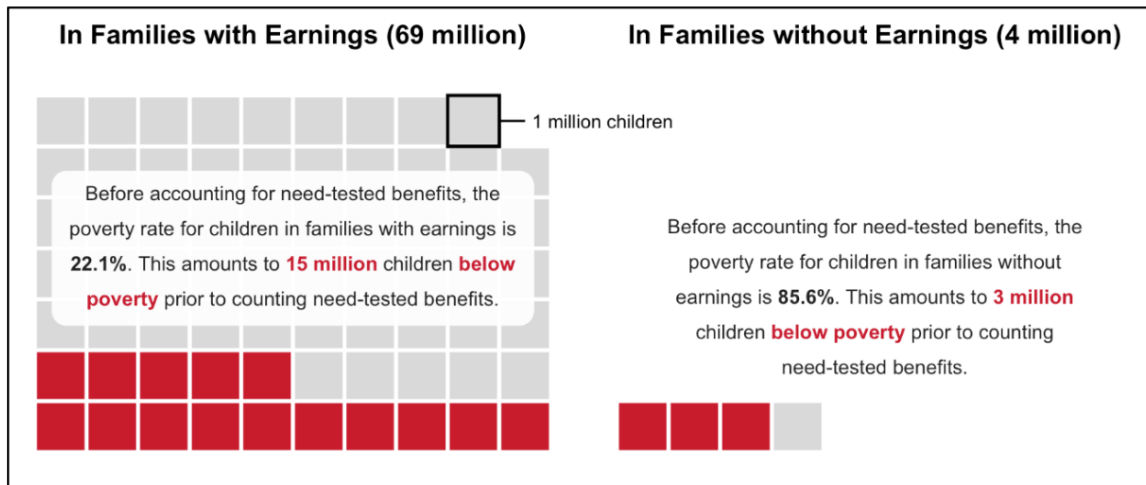 In Families with Earnings (69 million)
1 million children
Before accounting for need-tested benefits, the
poverty rate for children in families with earnings is
22.1%. This amounts to 15 million children below
poverty prior to counting need-tested benefits.
In Families without Earnings (4 million)
Before accounting for need-tested benefits, the
poverty rate for children in families without
earnings is 85.6%. This amounts to 3 million
children below poverty prior to counting
need-tested benefits.